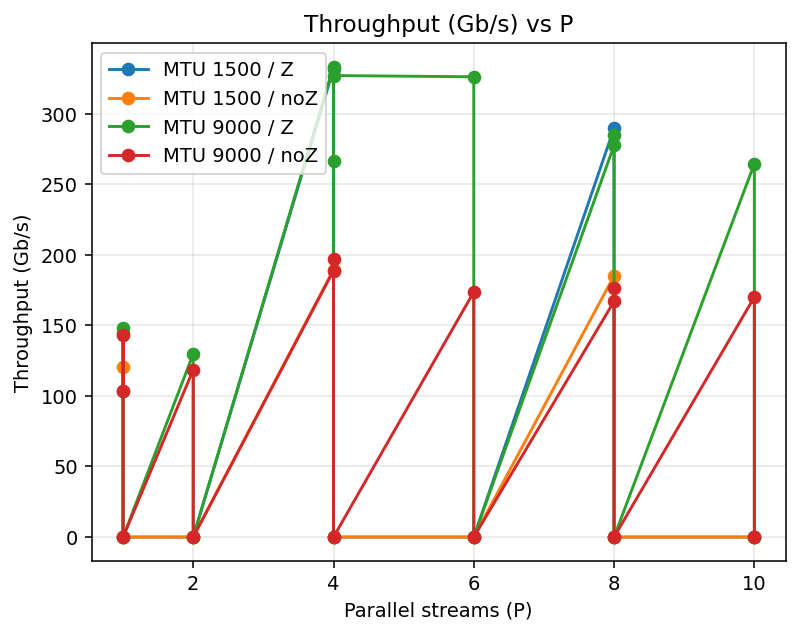 Throughput (Gb/s) vs P
MTU 1500 / Z
MTU 1500 / noZ
MTU 9000 / Z
MTU 9000 / noZ
Throughput (Gb/s)
300
250
200
150
100
50
0
2 4 6 8 10
Parallel streams (P)